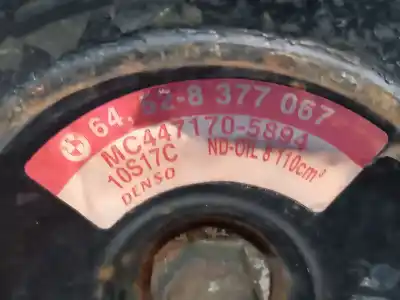 64.52-8 377 067
MC447170-5894
10S17C ND-OIL 8 110cm³
DENSO